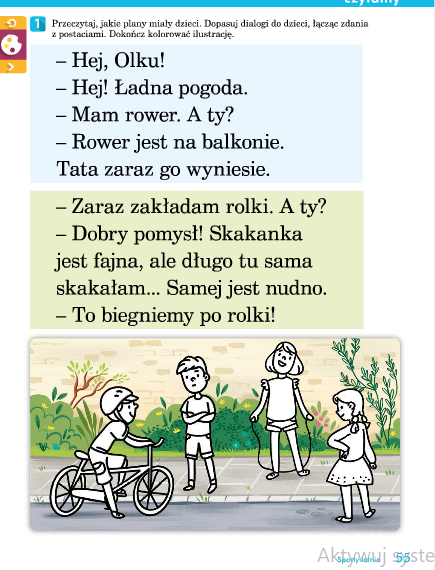 czytamy
1 Przeczytaj, jakie plany miały dzieci. Dopasuj dialogi do dzieci, łącząc zdania
z postaciami. Dokończ kolorować ilustrację.
– Hej, Olku!
– Hej! Ładna pogoda.
– Mam rower. A ty?
– Rower jest na balkonie.
Tata zaraz go wyniesie.
– Zaraz zakładam rolki. A ty?
– Dobry pomysł! Skakanka
jest fajna, ale długo tu sama
skakałam... Samej jest nudno.
– To biegniemy po rolki!
Aktywuj syste
55